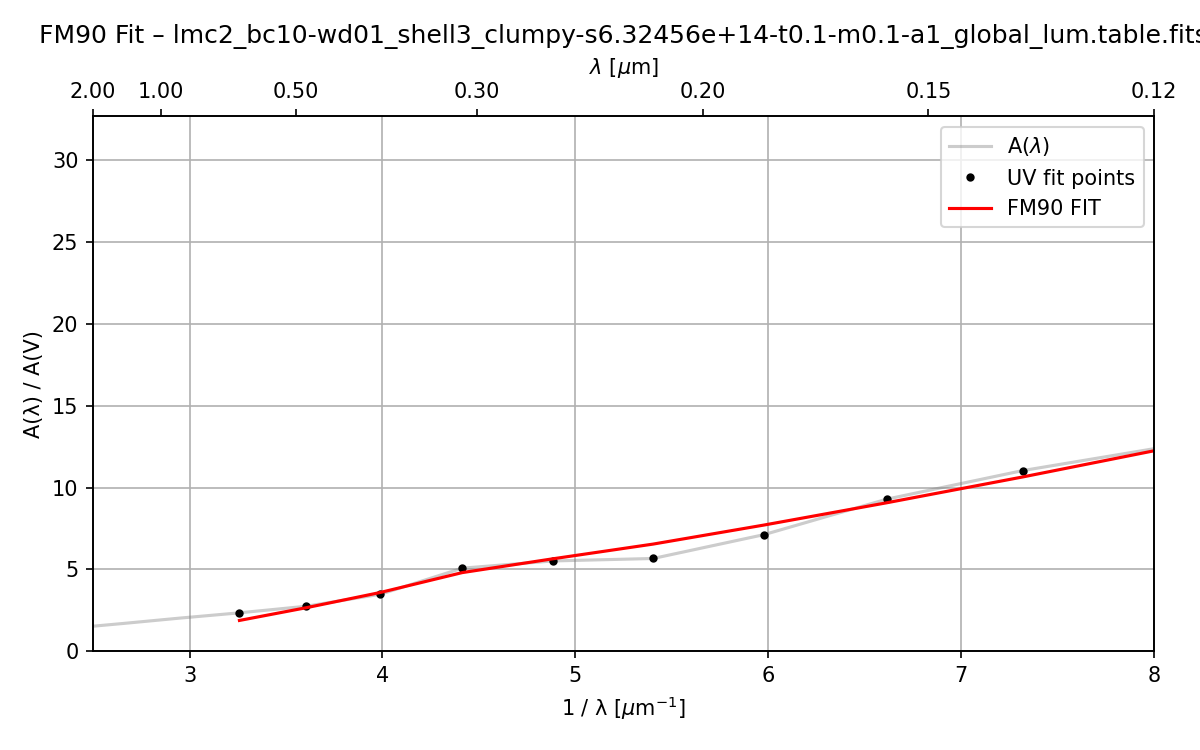 FM90 Fit – lmc2_bc10-wd01_shell3_clumpy-s6.32456e+14-t0.1-m0.1-a1_global_lum.table.fits
λ [μm]
2.00 1.00 0.50 0.30 0.20 0.15 0.12
A(λ)
UV fit points
FM90 FIT
A(λ) / A(V)
30
25
20
15
10
5
0
3 4 5 6 7 8
1 / λ [μm⁻¹]